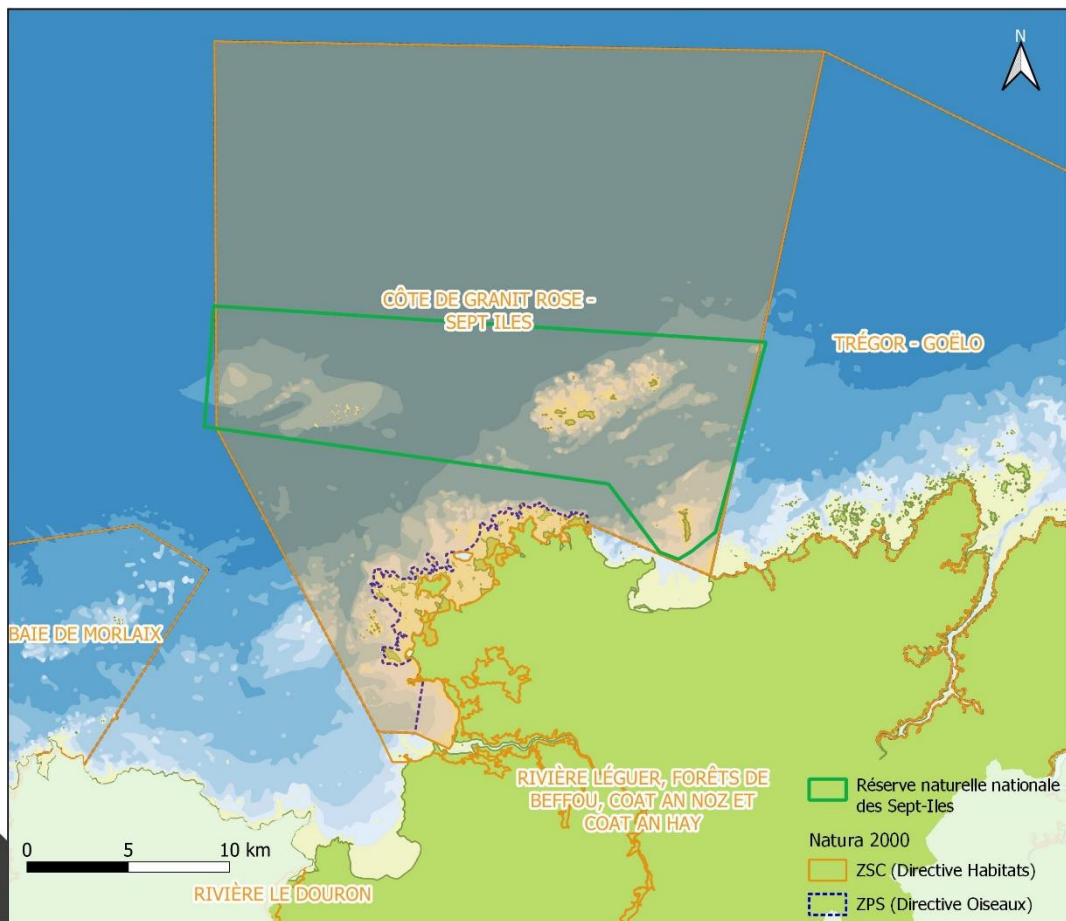 N
CÔTE DE GRANIT ROSE -
SEPT ILES
TRÉGOR - GOËLO
BAIE DE MORLAIX
RIVIÈRE LÉGUER, FORÊTS DE
BEFFOU, COAT AN NOZ ET
COAT AN HAY
RIVIÈRE LE DOURON
0 5 10 km
Réserve naturelle nationale
des Sept-Iles
Natura 2000
ZSC (Directive Habitats)
ZPS (Directive Oiseaux)